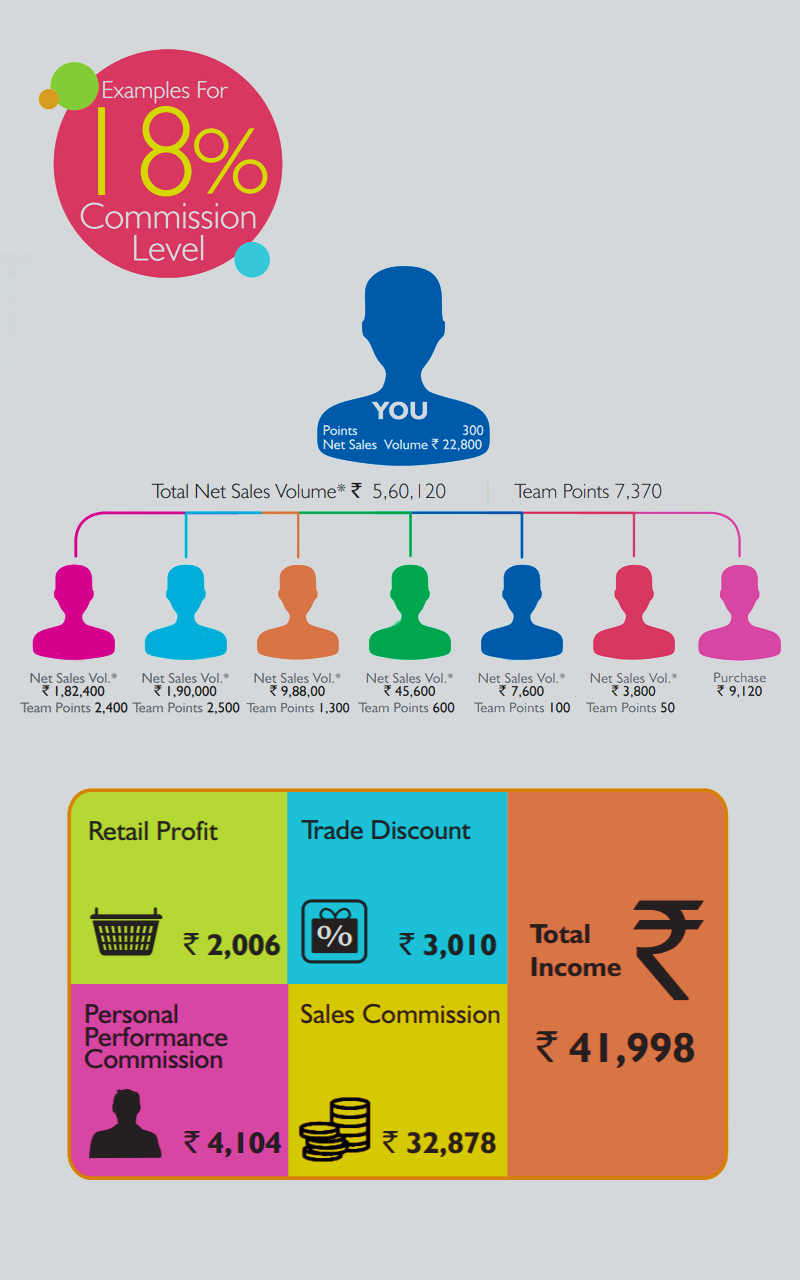 Examples For
18%
Commission
Level
YOU
Points 300
Net Sales Volume ₹ 22,800
Total Net Sales Volume* ₹ 5,60,120 | Team Points 7,370
Net Sales Vol.* Net Sales Vol.* Net Sales Vol.* Net Sales Vol.* Net Sales Vol.* Net Sales Vol.* Purchase
₹ 1,82,400 ₹ 1,90,000 ₹ 9,88,00 ₹ 45,600 ₹ 7,600 ₹ 3,800 ₹ 9,120
Team Points 2,400 Team Points 2,500 Team Points 1,300 Team Points 600 Team Points 100 Team Points 50
Retail Profit
₹ 2,006
Trade Discount
%
₹ 3,010
Personal
Performance
Commission
₹ 4,104
Sales Commission
₹ 32,878
Total
Income
₹
₹ 41,998